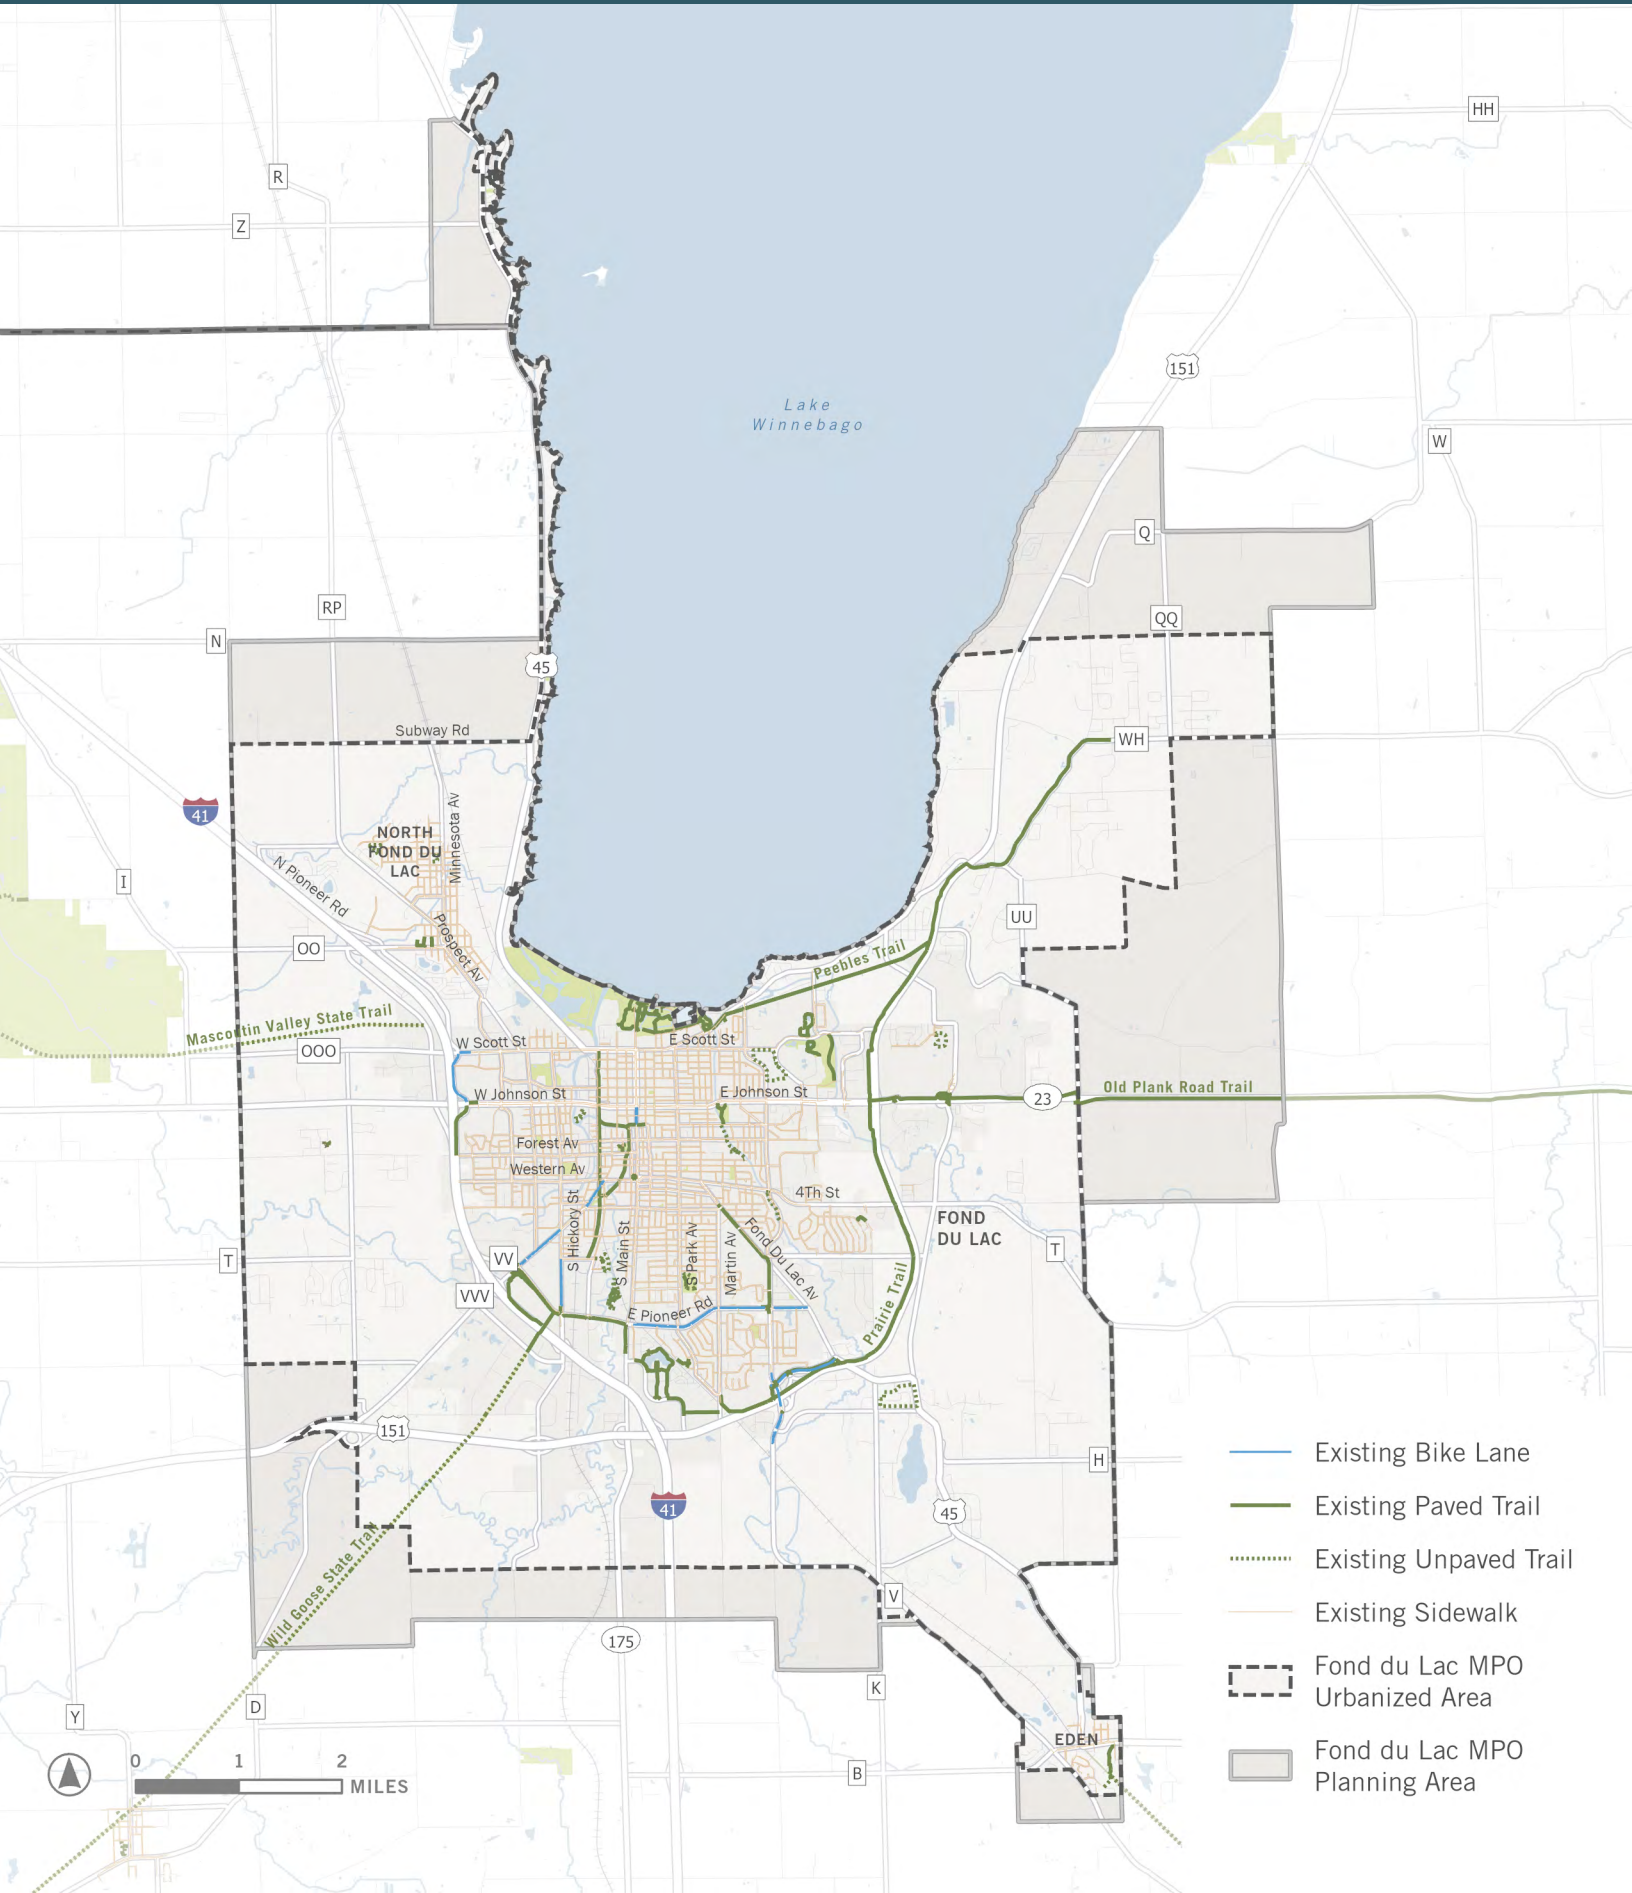 HH
R
Z
151
Lake
Winnebago
W
Q
RP
QQ
N
45
Subway Rd
WH
41
NORTH
FOND DU
LAC
Minnesota Av
N Pioneer Rd
I
UU
OO
Prospect Av
Peebles Trail
Mascoutin Valley State Trail
OOO
W Scott St
E Scott St
W Johnson St
E Johnson St
Old Plank Road Trail
23
Forest Av
Western Av
4Th St
S Hickory St
S Main St
S Park Av
Martin Av
Fond Du Lac Av
FOND
DU LAC
T
T
VV
VVV
E Pioneer Rd
Prairie Trail
151
H
41
45
Wild Goose State Trail
V
175
K
D
Y
EDEN
B
0 1 2
MILES
Existing Bike Lane
Existing Paved Trail
Existing Unpaved Trail
Existing Sidewalk
Fond du Lac MPO
Urbanized Area
Fond du Lac MPO
Planning Area